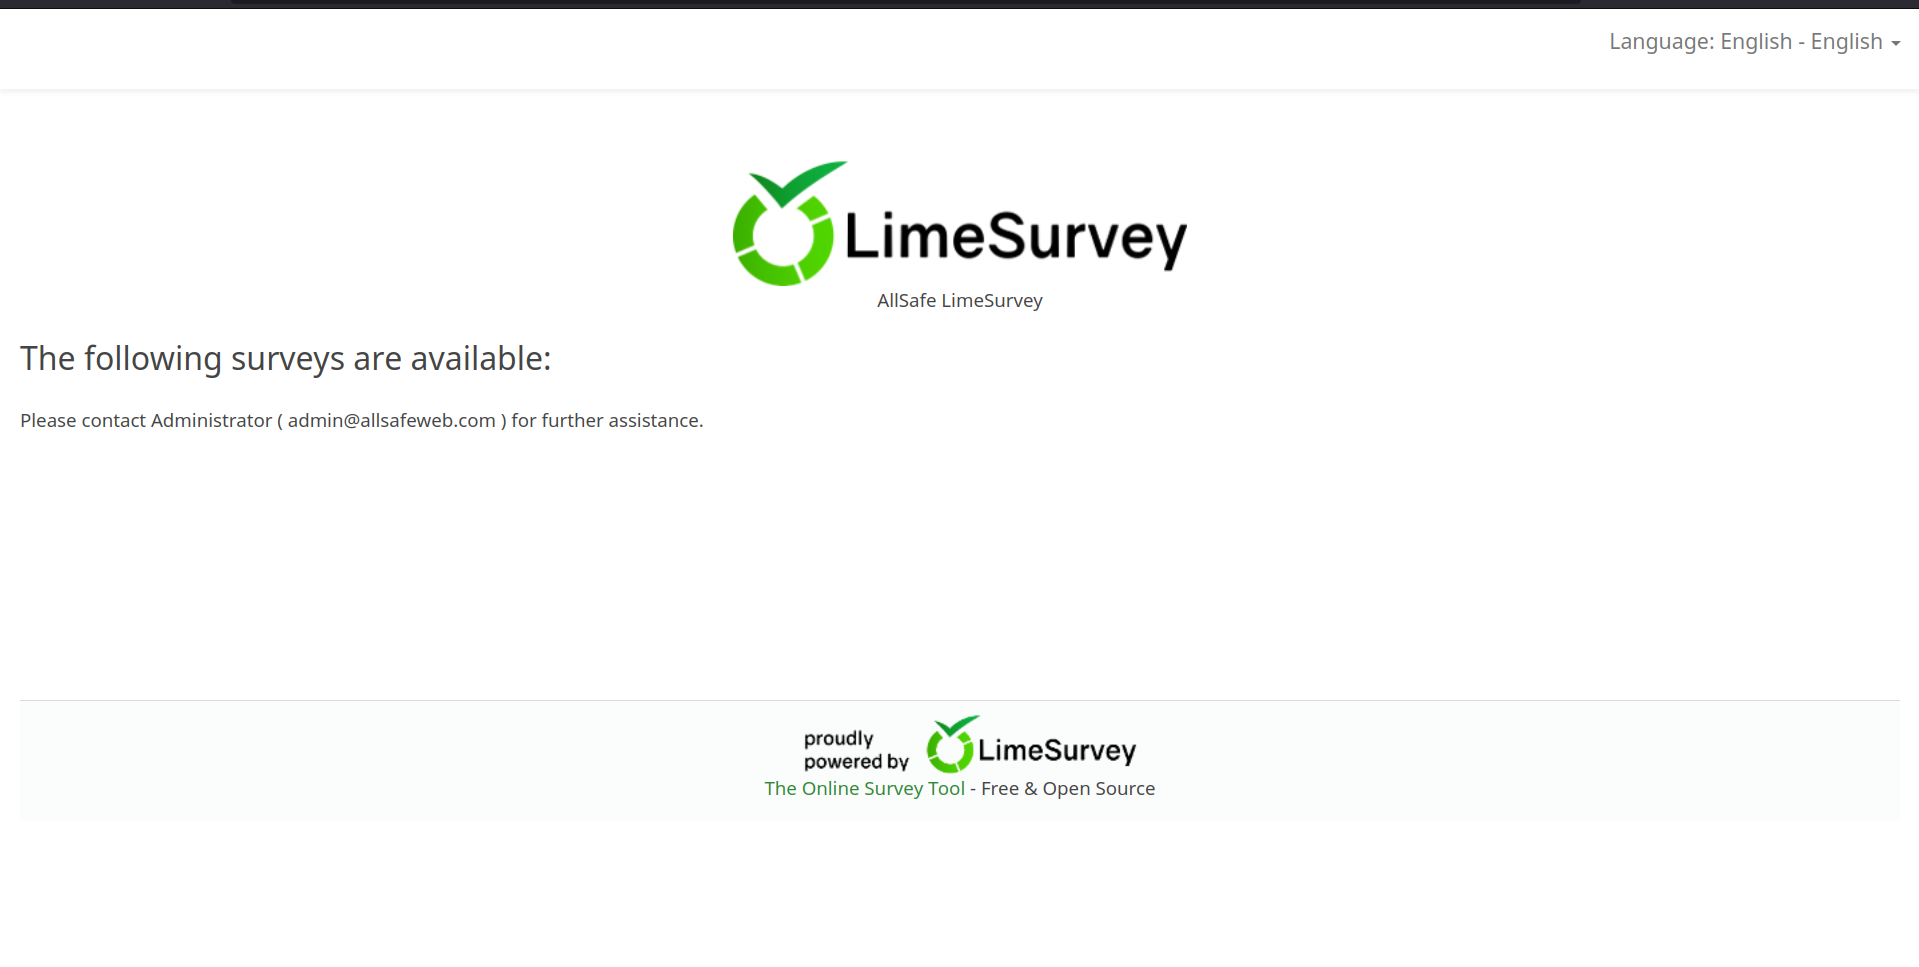 Language: English - English
LimeSurvey
AllSafe LimeSurvey
The following surveys are available:
Please contact Administrator ( admin@allsafeweb.com ) for further assistance.
proudly
powered by
LimeSurvey
The Online Survey Tool - Free & Open Source